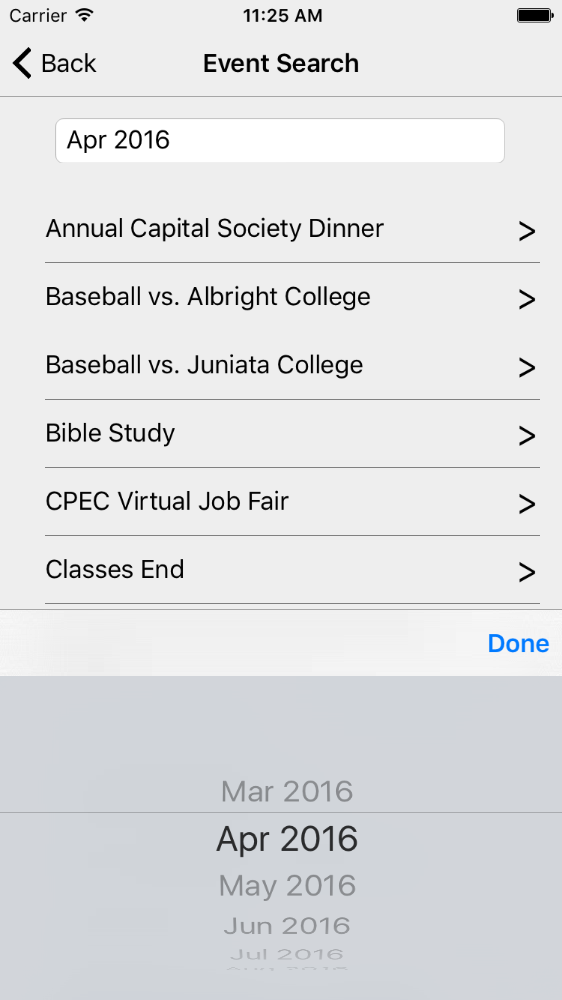 Carrier 11:25 AM
Back Event Search
Apr 2016
Annual Capital Society Dinner >
Baseball vs. Albright College >
Baseball vs. Juniata College >
Bible Study >
CPEC Virtual Job Fair >
Classes End >
Done
Mar 2016
Apr 2016
May 2016
Jun 2016
Jul 2016